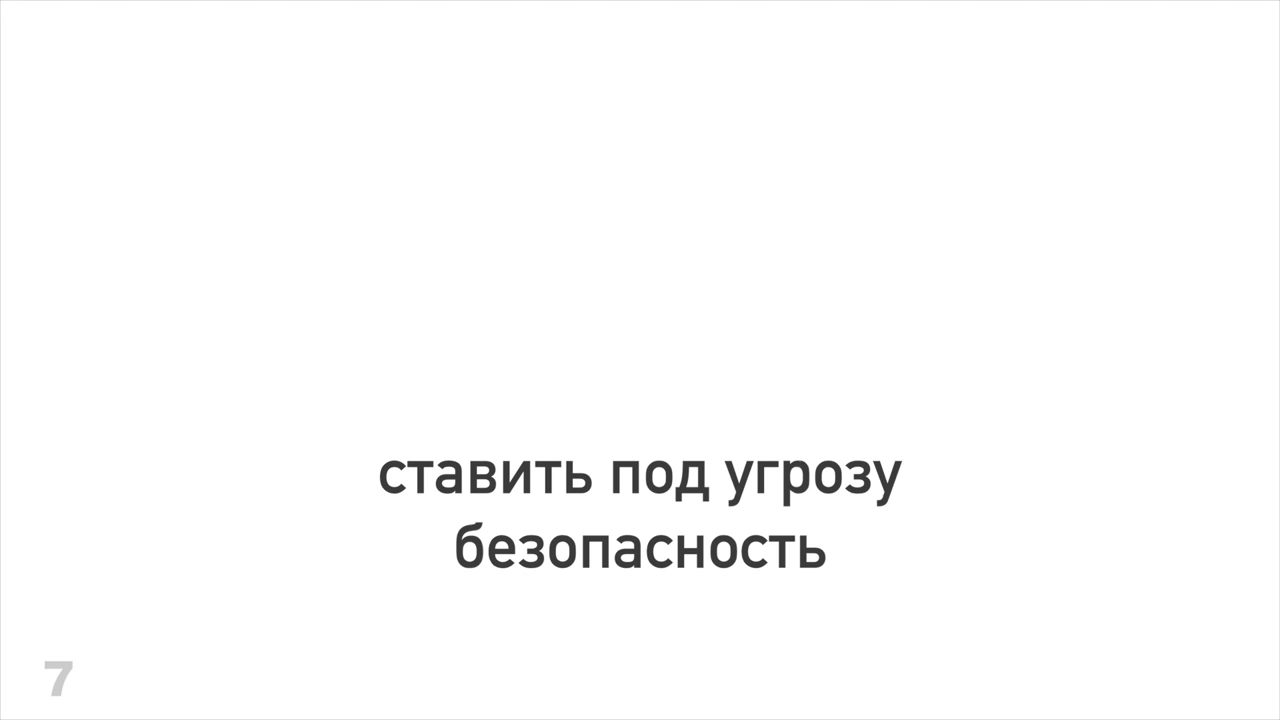 ставить под угрозу
безопасность
7